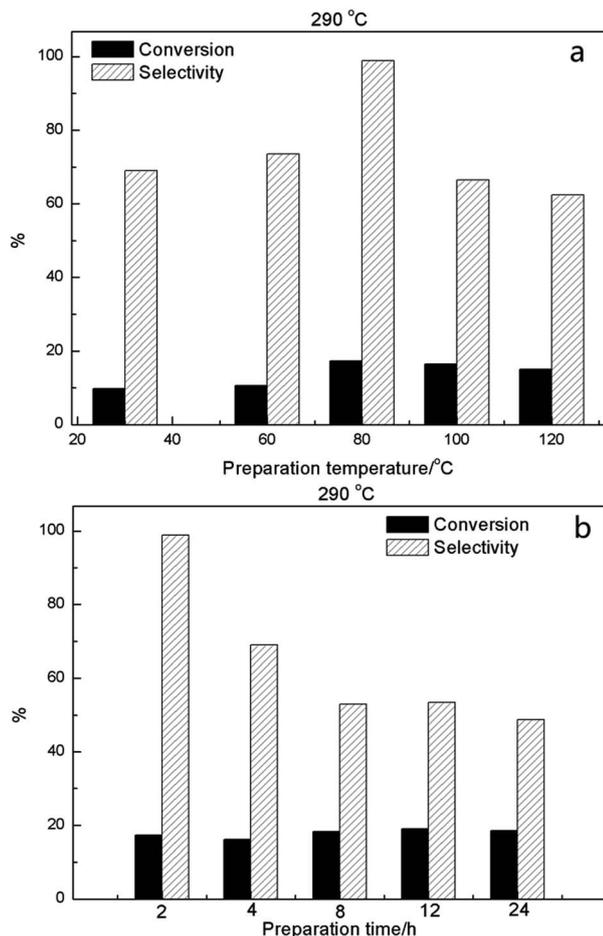 290 °C
a
Conversion
Selectivity
100
80
60
40
20
0
%
20 40 60 80 100 120
Preparation temperature/°C
290 °C
b
Conversion
Selectivity
100
80
60
40
20
0
%
2 4 8 12 24
Preparation time/h